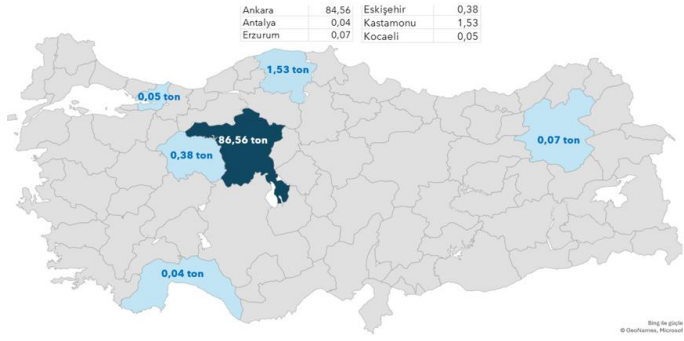 Ankara 84,56 Eskişehir 0,38
Antalya 0,04 Kastamonu 1,53
Erzurum 0,07 Kocaeli 0,05
1,53 ton
0,05 ton
86,56 ton
0,38 ton
0,07 ton
0,04 ton
Bing ile güçle
© GeoNames, Microsof